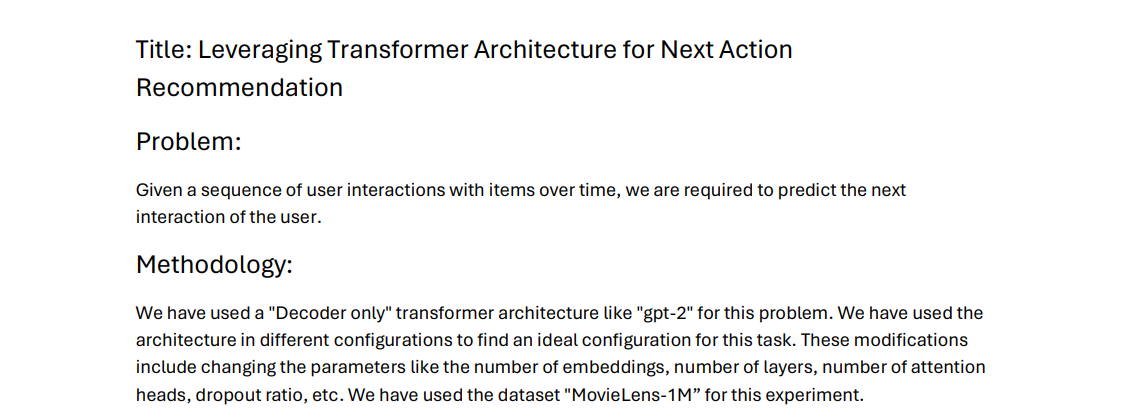 Title: Leveraging Transformer Architecture for Next Action
Recommendation
Problem:
Given a sequence of user interactions with items over time, we are required to predict the next
interaction of the user.
Methodology:
We have used a "Decoder only" transformer architecture like "gpt-2" for this problem. We have used the
architecture in different configurations to find an ideal configuration for this task. These modifications
include changing the parameters like the number of embeddings, number of layers, number of attention
heads, dropout ratio, etc. We have used the dataset "MovieLens-1M” for this experiment.